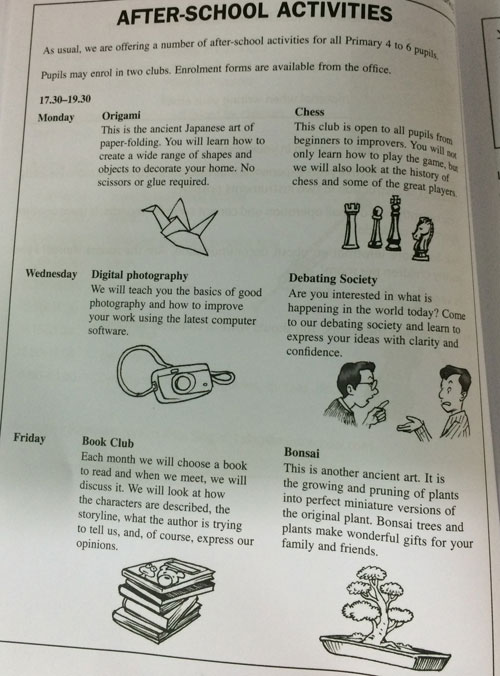 AFTER-SCHOOL ACTIVITIES
As usual, we are offering a number of after-school activities for all Primary 4 to 6 pupils.
Pupils may enrol in two clubs. Enrolment forms are available from the office.
17.30–19.30
Monday
Origami
This is the ancient Japanese art of
paper-folding. You will learn how to
create a wide range of shapes and
objects to decorate your home. No
scissors or glue required.
Chess
This club is open to all pupils from
beginners to improvers. You will not
only learn how to play the game, but
we will also look at the history of
chess and some of the great players.
Wednesday
Digital photography
We will teach you the basics of good
photography and how to improve
your work using the latest computer
software.
Debating Society
Are you interested in what is
happening in the world today? Come
to our debating society and learn to
express your ideas with clarity and
confidence.
Friday
Book Club
Each month we will choose a book
to read and when we meet, we will
discuss it. We will look at how
the characters are described, the
storyline, what the author is trying
to tell us, and, of course, express our
opinions.
Bonsai
This is another ancient art. It is
the growing and pruning of plants
into perfect miniature versions of
the original plant. Bonsai trees and
plants make wonderful gifts for your
family and friends.